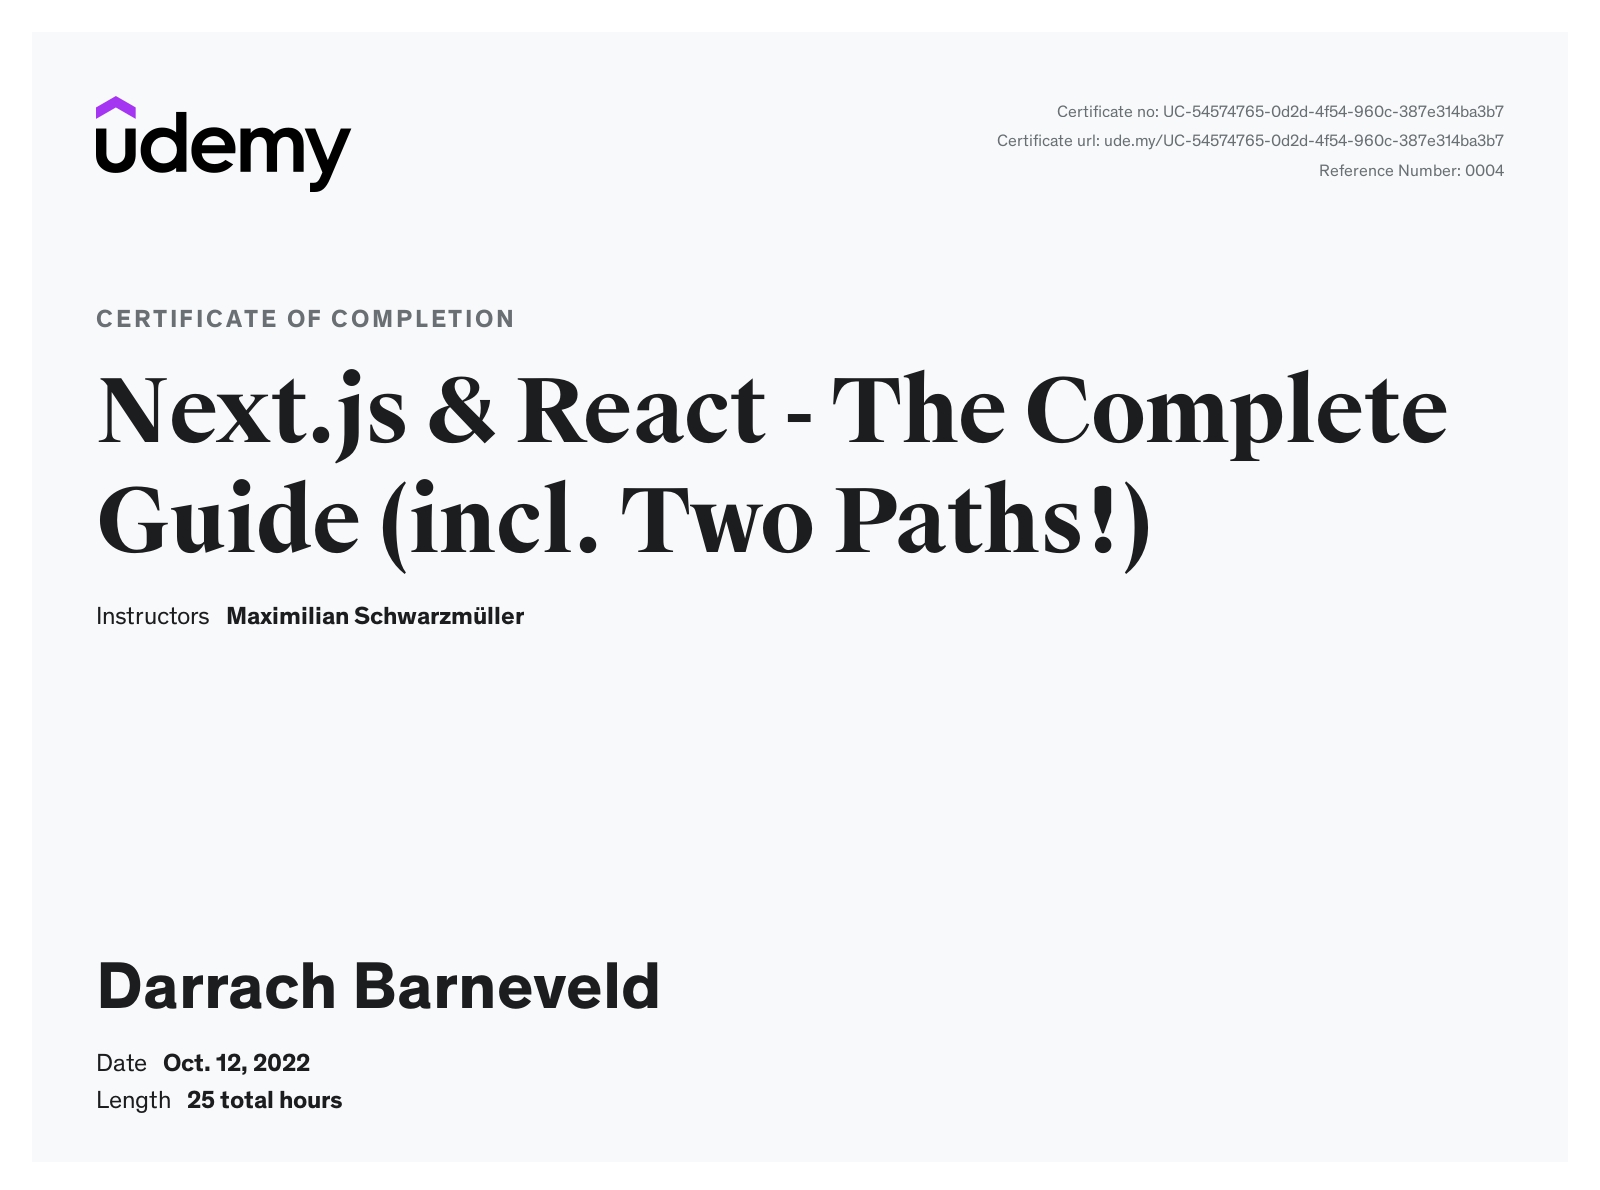 udemy
Certificate no: UC-54574765-0d2d-4f54-960c-387e314ba3b7
Certificate url: ude.my/UC-54574765-0d2d-4f54-960c-387e314ba3b7
Reference Number: 0004
CERTIFICATE OF COMPLETION
Next.js & React - The Complete
Guide (incl. Two Paths!)
Instructors Maximilian Schwarzmüller
Darrach Barneveld
Date Oct. 12, 2022
Length 25 total hours